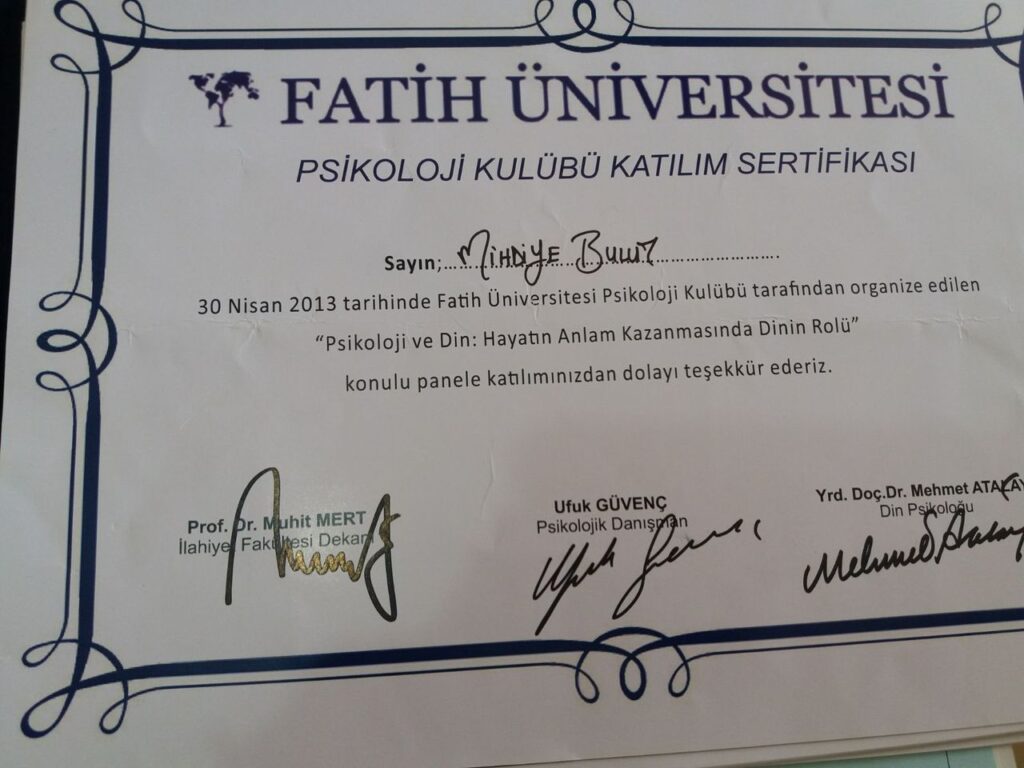 FATİH ÜNİVERSİTESİ
PSİKOLOJİ KULÜBÜ KATILIM SERTİFİKASI
Sayın;.... Mihdiye Bulut ........................
30 Nisan 2013 tarihinde Fatih Üniversitesi Psikoloji Kulübü tarafından organize edilen
“Psikoloji ve Din: Hayatın Anlam Kazanmasında Dinin Rolü”
konulu panele katılımınızdan dolayı teşekkür ederiz.
Prof. Dr. Muhit MERT
İlahiyet Fakültesi Dekanı
Ufuk GÜVENÇ
Psikolojik Danışman
Yrd. Doç.Dr. Mehmet ATALAY
Din Psikoloğu